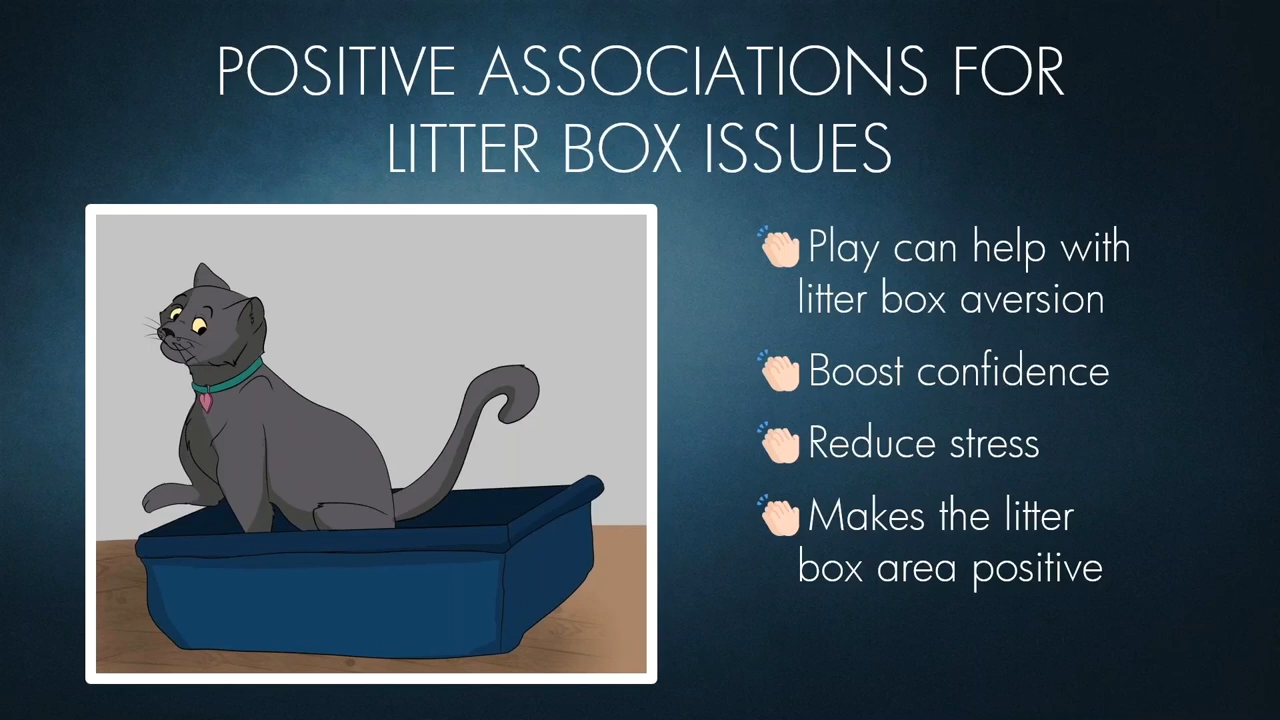 POSITIVE ASSOCIATIONS FOR
LITTER BOX ISSUES
Play can help with
litter box aversion
Boost confidence
Reduce stress
Makes the litter
box area positive